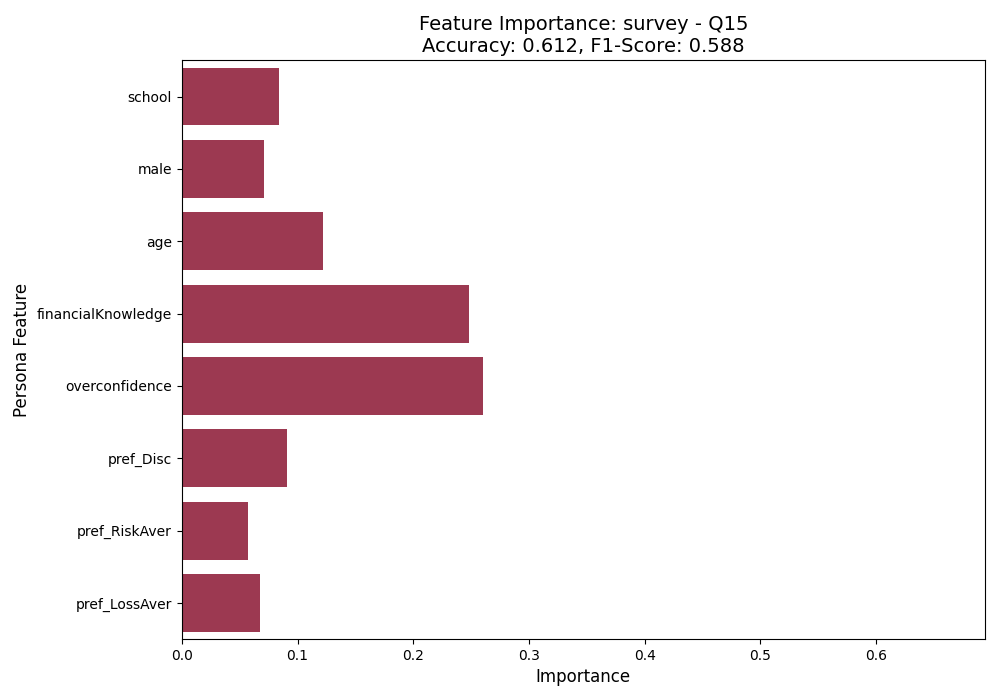 Feature Importance: survey - Q15
Accuracy: 0.612, F1-Score: 0.588
Persona Feature
school
male
age
financialKnowledge
overconfidence
pref_Disc
pref_RiskAver
pref_LossAver
0.0 0.1 0.2 0.3 0.4 0.5 0.6
Importance